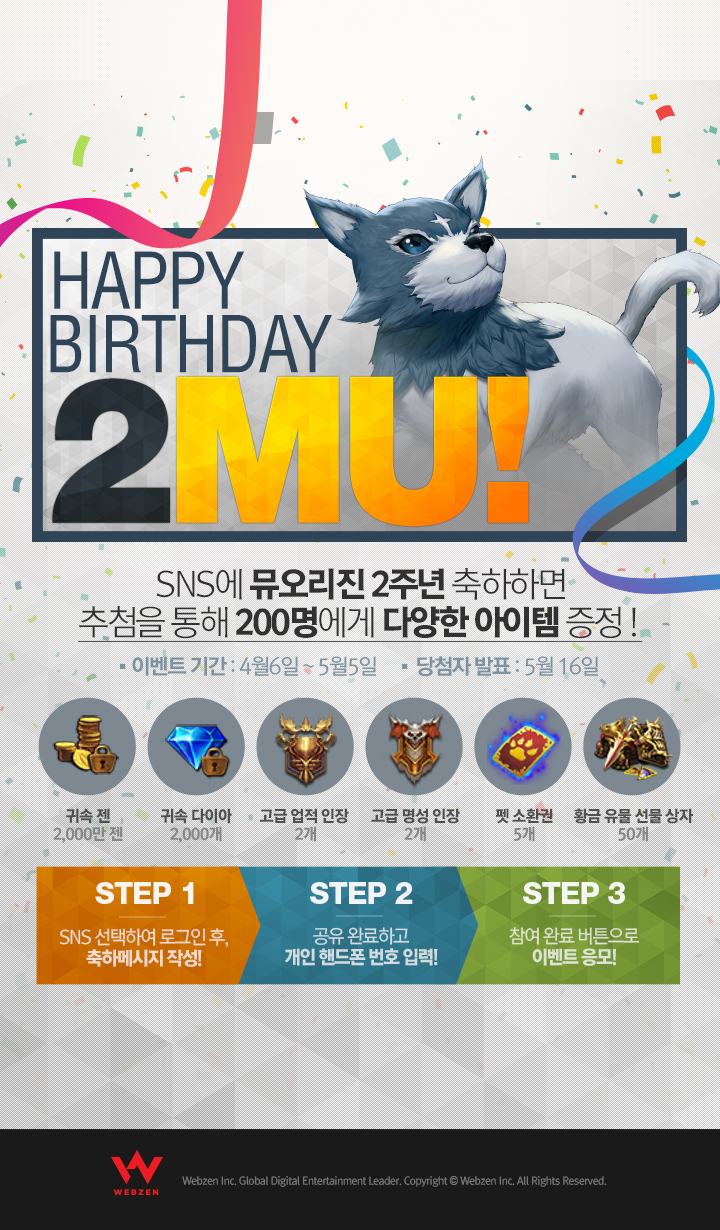 HAPPY
BIRTHDAY
2MU!
SNS에 뮤오리진 2주년 축하하면
추첨을 통해 200명에게 다양한 아이템 증정 !
▪ 이벤트 기간 : 4월6일 ~ 5월5일 ▪ 당첨자 발표 : 5월 16일
귀속 젠
2,000만 젠
귀속 다이아
2,000개
고급 업적 인장
2개
고급 명성 인장
2개
펫 소환권
5개
황금 유물 선물 상자
50개
STEP 1
SNS 선택하여 로그인 후,
축하메시지 작성!
STEP 2
공유 완료하고
개인 핸드폰 번호 입력!
STEP 3
참여 완료 버튼으로
이벤트 응모!
WEBZEN
Webzen Inc. Global Digital Entertainment Leader. Copyright © Webzen Inc. All Rights Reserved.